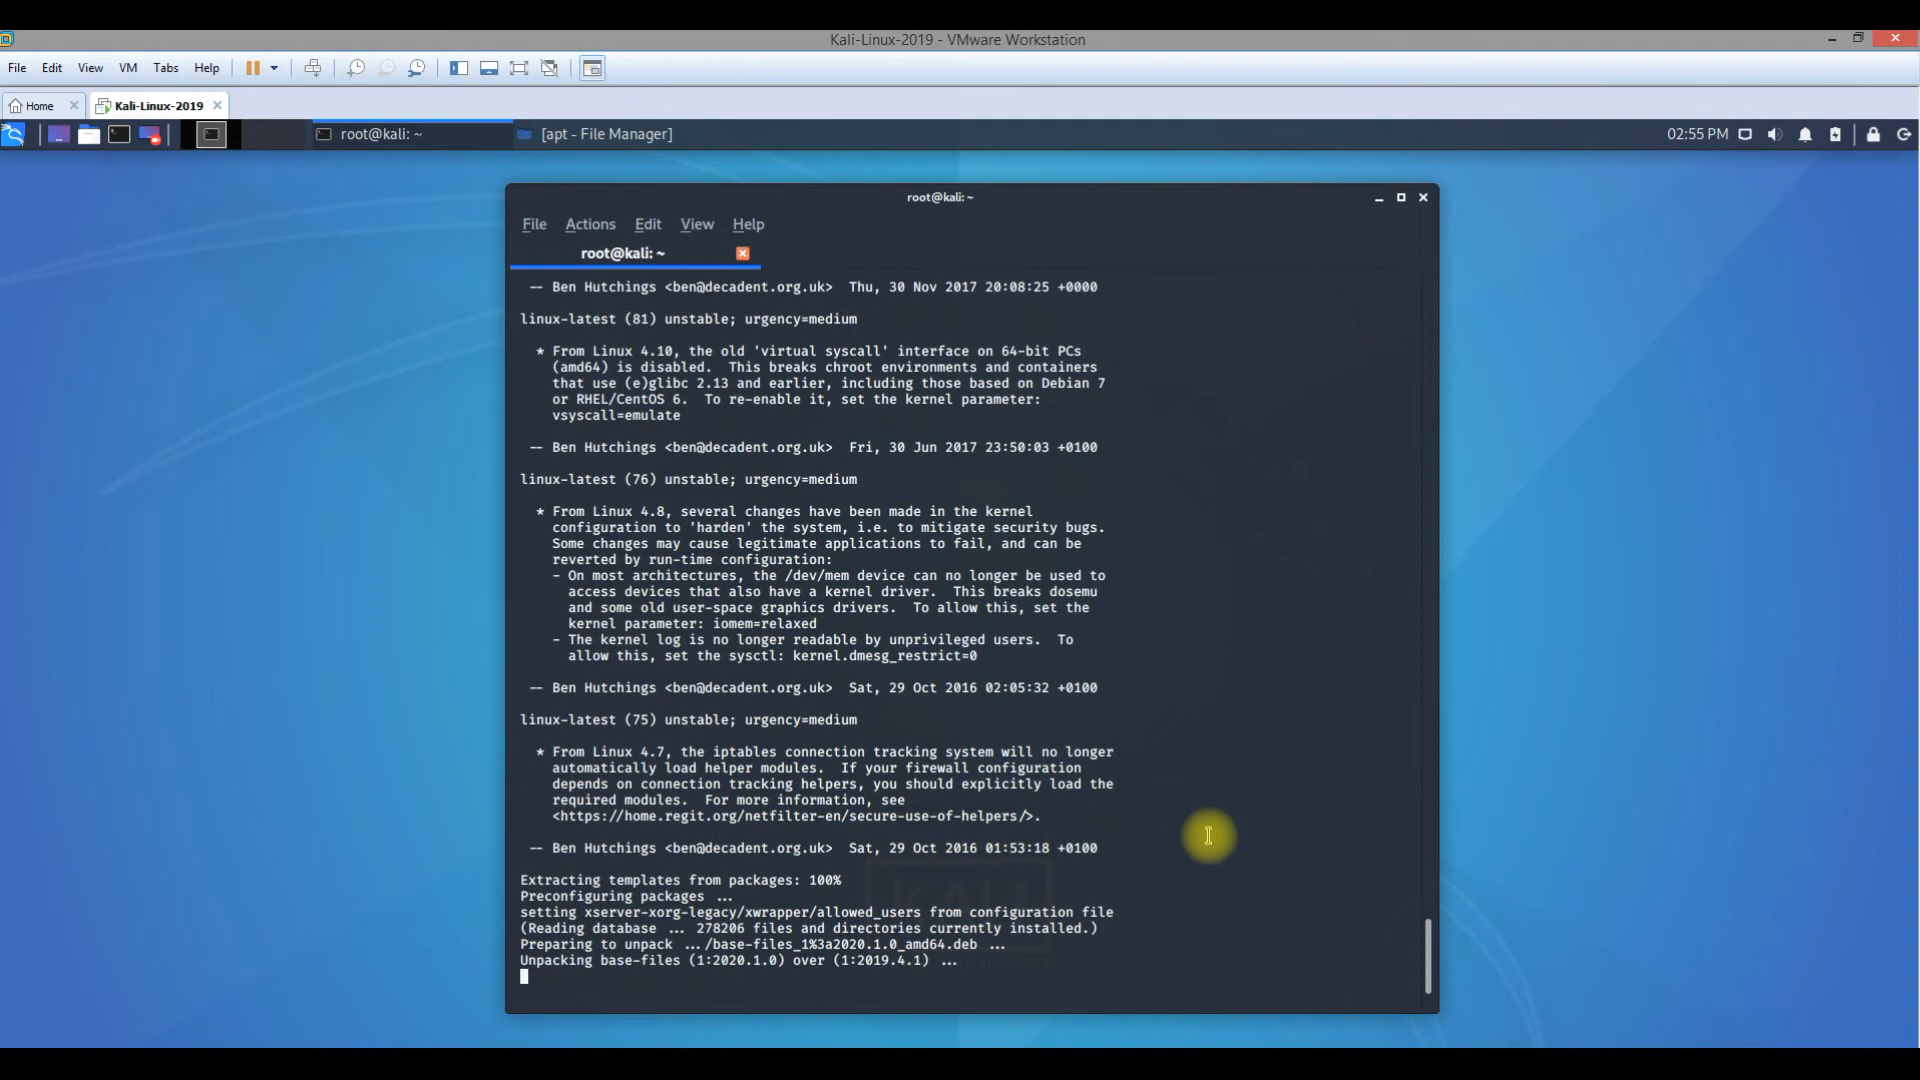 Kali-Linux-2019 - VMware Workstation
File Edit View VM Tabs Help
Home
Kali-Linux-2019
root@kali: ~
[apt - File Manager]
02:55 PM
root@kali: ~
File Actions Edit View Help
root@kali: ~
-- Ben Hutchings <ben@decadent.org.uk>  Thu, 30 Nov 2017 20:08:25 +0000
linux-latest (81) unstable; urgency=medium
* From Linux 4.10, the old 'virtual syscall' interface on 64-bit PCs
(amd64) is disabled.  This breaks chroot environments and containers
that use (e)glibc 2.13 and earlier, including those based on Debian 7
or RHEL/CentOS 6.  To re-enable it, set the kernel parameter:
vsyscall=emulate
-- Ben Hutchings <ben@decadent.org.uk>  Fri, 30 Jun 2017 23:50:03 +0100
linux-latest (76) unstable; urgency=medium
* From Linux 4.8, several changes have been made in the kernel
configuration to 'harden' the system, i.e. to mitigate security bugs.
Some changes may cause legitimate applications to fail, and can be
reverted by run-time configuration:
- On most architectures, the /dev/mem device can no longer be used to
access devices that also have a kernel driver.  This breaks dosemu
and some old user-space graphics drivers.  To allow this, set the
kernel parameter: iomem=relaxed
- The kernel log is no longer readable by unprivileged users.  To
allow this, set the sysctl: kernel.dmesg_restrict=0
-- Ben Hutchings <ben@decadent.org.uk>  Sat, 29 Oct 2016 02:05:32 +0100
linux-latest (75) unstable; urgency=medium
* From Linux 4.7, the iptables connection tracking system will no longer
automatically load helper modules.  If your firewall configuration
depends on connection tracking helpers, you should explicitly load the
required modules.  For more information, see
<https://home.regit.org/netfilter-en/secure-use-of-helpers/>.
-- Ben Hutchings <ben@decadent.org.uk>  Sat, 29 Oct 2016 01:53:18 +0100
Extracting templates from packages: 100%
Preconfiguring packages ...
setting xserver-xorg-legacy/xwrapper/allowed_users from configuration file
(Reading database ... 278206 files and directories currently installed.)
Preparing to unpack .../base-files_1%3a2020.1.0_amd64.deb ...
Unpacking base-files (1:2020.1.0) over (1:2019.4.1) ...
KALI